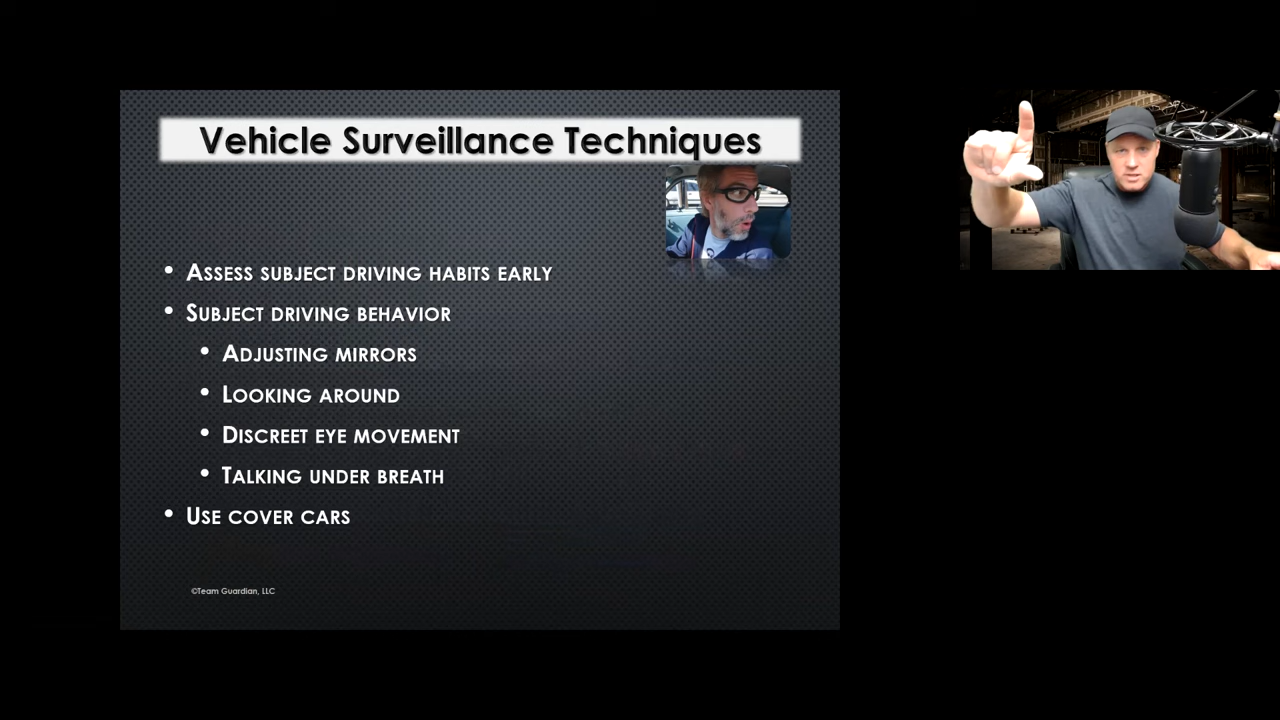 Vehicle Surveillance Techniques
Assess subject driving habits early
Subject driving behavior
Adjusting mirrors
Looking around
Discreet eye movement
Talking under breath
Use cover cars
©Team Guardian, LLC